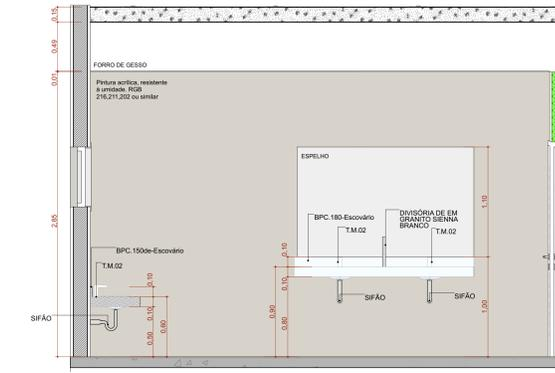 0,15
0,49
FORRO DE GESSO
0,01
Pintura acrílica, resistente
à umidade. RGB
216,211,202 ou similar
ESPELHO
1,10
BPC.180-Escovário
DIVISÓRIA DE EM
GRANITO SIENNA
BRANCO
T.M.02
T.M.02
2,85
BPC.150de-Escovário
T.M.02
0,10
0,10
0,10
0,10
SIFÃO
SIFÃO
SIFÃO
0,90
0,80
1,00
0,10
0,50
0,60